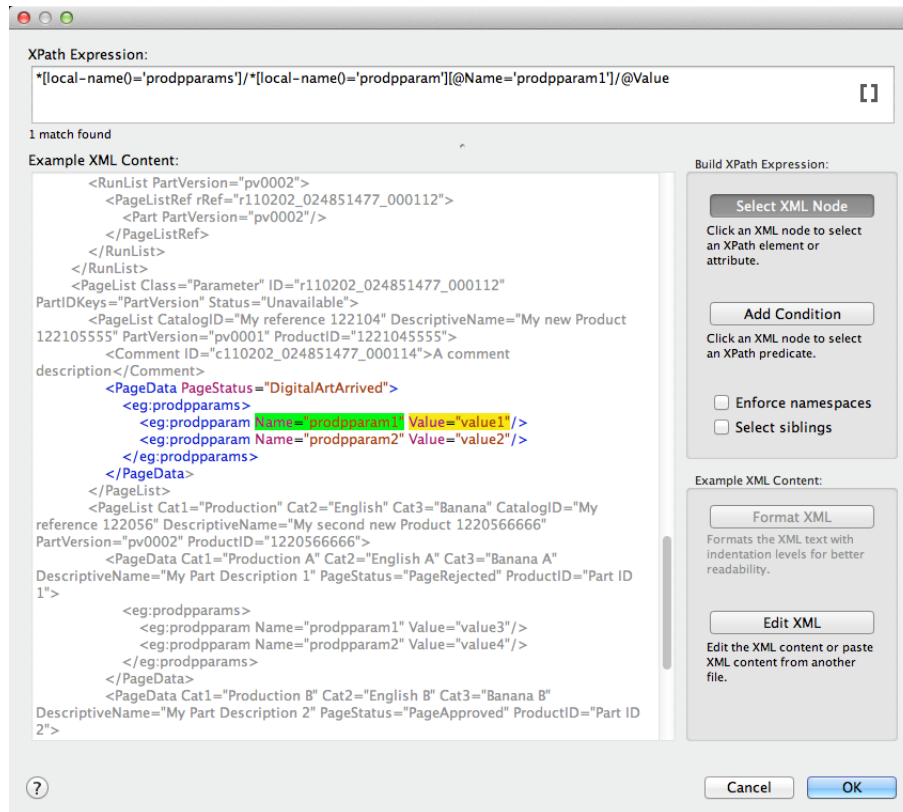 XPath Expression:
*[local-name()='prodpparams']/*[local-name()='prodpparam'][@Name='prodpparam1']/@Value
[]
1 match found
Example XML Content:
<RunList PartVersion="pv0002">
<PageListRef rRef="r110202_024851477_000112">
<Part PartVersion="pv0002"/>
</PageListRef>
</RunList>
</RunList>
<PageList Class="Parameter" ID="r110202_024851477_000112"
PartIDKeys="PartVersion" Status="Unavailable">
<PageList CatalogID="My reference 122104" DescriptiveName="My new Product
122105555" PartVersion="pv0001" ProductID="1221045555">
<Comment ID="c110202_024851477_000114">A comment
description</Comment>
<PageData PageStatus="DigitalArtArrived">
<eg:prodpparams>
<eg:prodpparam Name="prodpparam1" Value="value1"/>
<eg:prodpparam Name="prodpparam2" Value="value2"/>
</eg:prodpparams>
</PageData>
</PageList>
<PageList Cat1="Production" Cat2="English" Cat3="Banana" CatalogID="My
reference 122056" DescriptiveName="My second new Product 1220566666"
PartVersion="pv0002" ProductID="1220566666">
<PageData Cat1="Production A" Cat2="English A" Cat3="Banana A"
DescriptiveName="My Part Description 1" PageStatus="PageRejected" ProductID="Part ID
1">
<eg:prodpparams>
<eg:prodpparam Name="prodpparam1" Value="value3"/>
<eg:prodpparam Name="prodpparam2" Value="value4"/>
</eg:prodpparams>
</PageData>
<PageData Cat1="Production B" Cat2="English B" Cat3="Banana B"
DescriptiveName="My Part Description 2" PageStatus="PageApproved" ProductID="Part ID
2">
Build XPath Expression:
Select XML Node
Click an XML node to select
an XPath element or
attribute.
Add Condition
Click an XML node to select
an XPath predicate.
Enforce namespaces
Select siblings
Example XML Content:
Format XML
Formats the XML text with
indentation levels for better
readability.
Edit XML
Edit the XML content or paste
XML content from another
file.
?
Cancel
OK